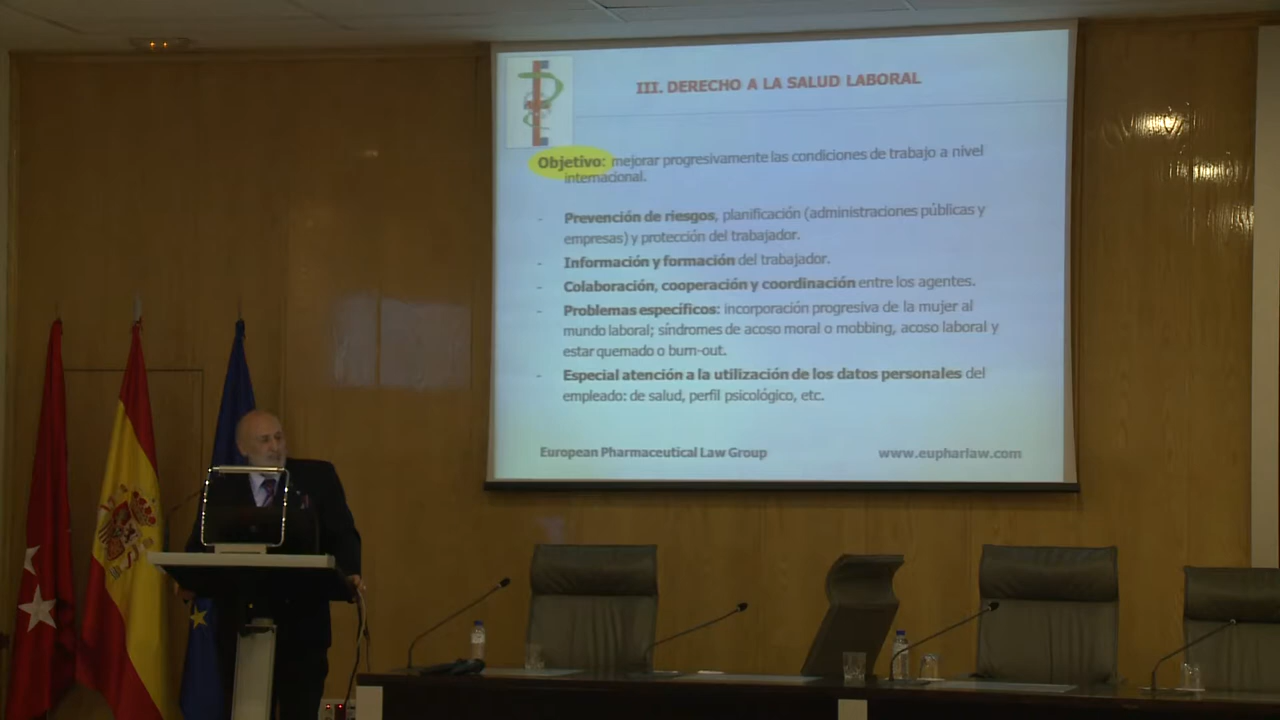 III. DERECHO A LA SALUD LABORAL
Objetivo: mejorar progresivamente las condiciones de trabajo a nivel
internacional.
- Prevención de riesgos, planificación (administraciones públicas y
empresas) y protección del trabajador.
- Información y formación del trabajador.
- Colaboración, cooperación y coordinación entre los agentes.
- Problemas específicos: incorporación progresiva de la mujer al
mundo laboral; síndromes de acoso moral o mobbing, acoso laboral y
estar quemado o burn-out.
- Especial atención a la utilización de los datos personales del
empleado: de salud, perfil psicológico, etc.
European Pharmaceutical Law Group
www.eupharlaw.com